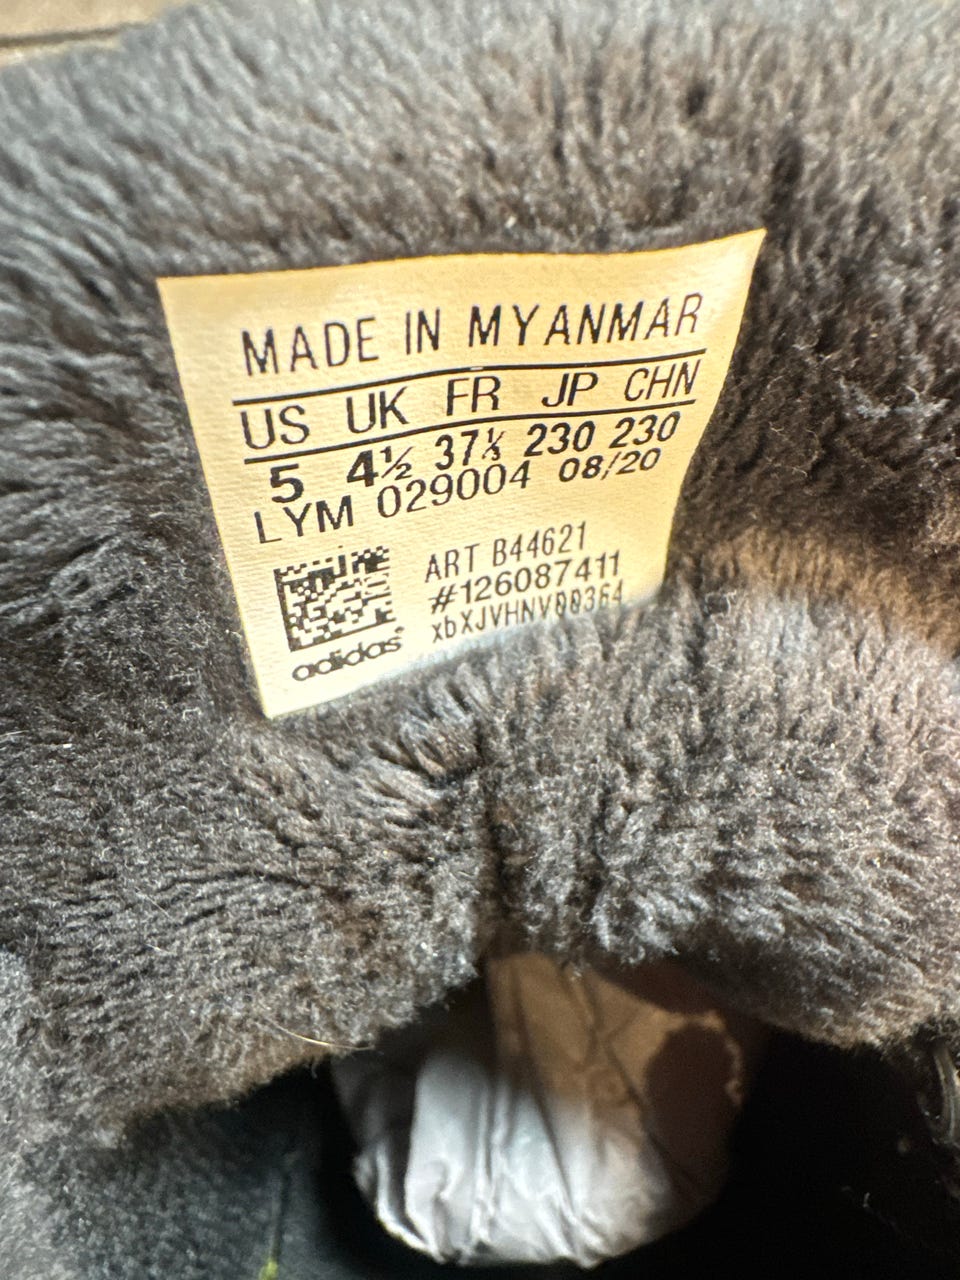 MADE IN MYANMAR
US UK FR JP CHN
5 4½ 37⅓ 230 230
LYM 029004 08/20
ART B44621
#126087411
xbXJVHNV00364
adidas